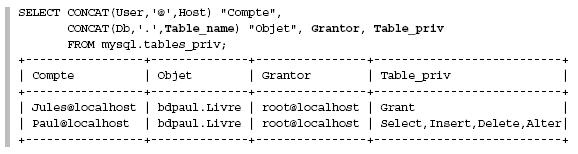 SELECT CONCAT(User,'@',Host) "Compte",
       CONCAT(Db,'.',Table_name) "Objet", Grantor, Table_priv
       FROM mysql.tables_priv;
+----------------+--------------+----------------+--------------------------+
| Compte         | Objet        | Grantor        | Table_priv               |
+----------------+--------------+----------------+--------------------------+
| Jules@localhost | bdpaul.Livre | root@localhost | Grant                    |
| Paul@localhost  | bdpaul.Livre | root@localhost | Select,Insert,Delete,Alter|
+----------------+--------------+----------------+--------------------------+